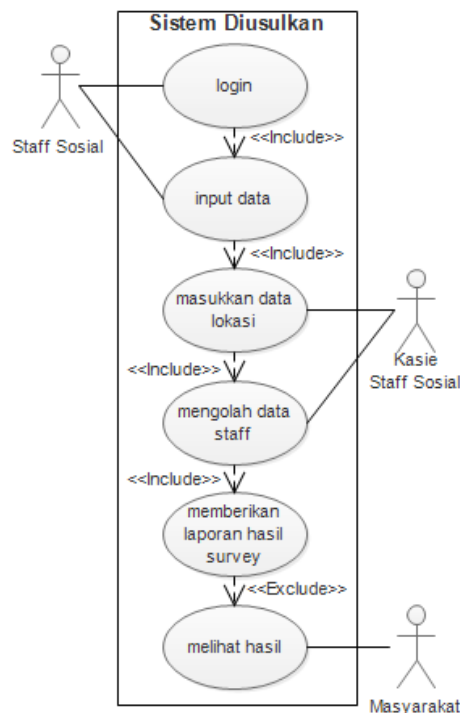 Sistem Diusulkan
login
Staff Sosial
<<Include>>
input data
<<Include>>
masukkan data
lokasi
Kasie
Staff Sosial
<<Include>>
mengolah data
staff
<<Include>>
memberikan
laporan hasil
survey
<<Exclude>>
melihat hasil
Masyarakat